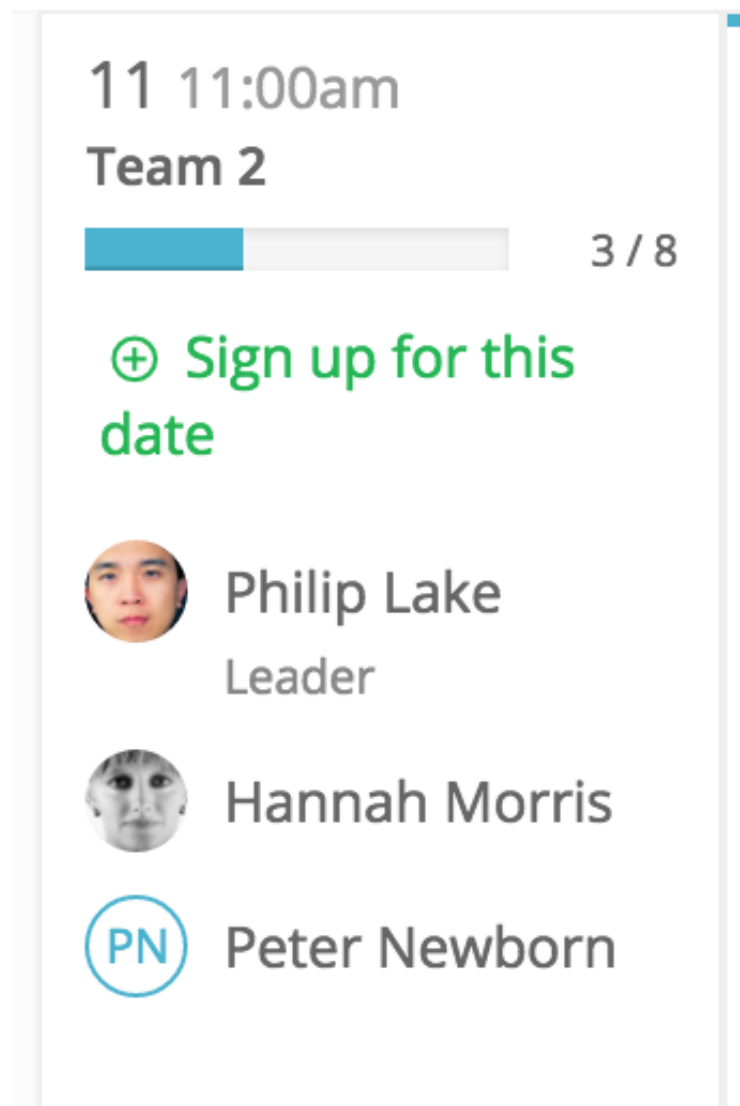 11 11:00am
Team 2
3 / 8
Sign up for this
date
Philip Lake
Leader
Hannah Morris
PN Peter Newborn